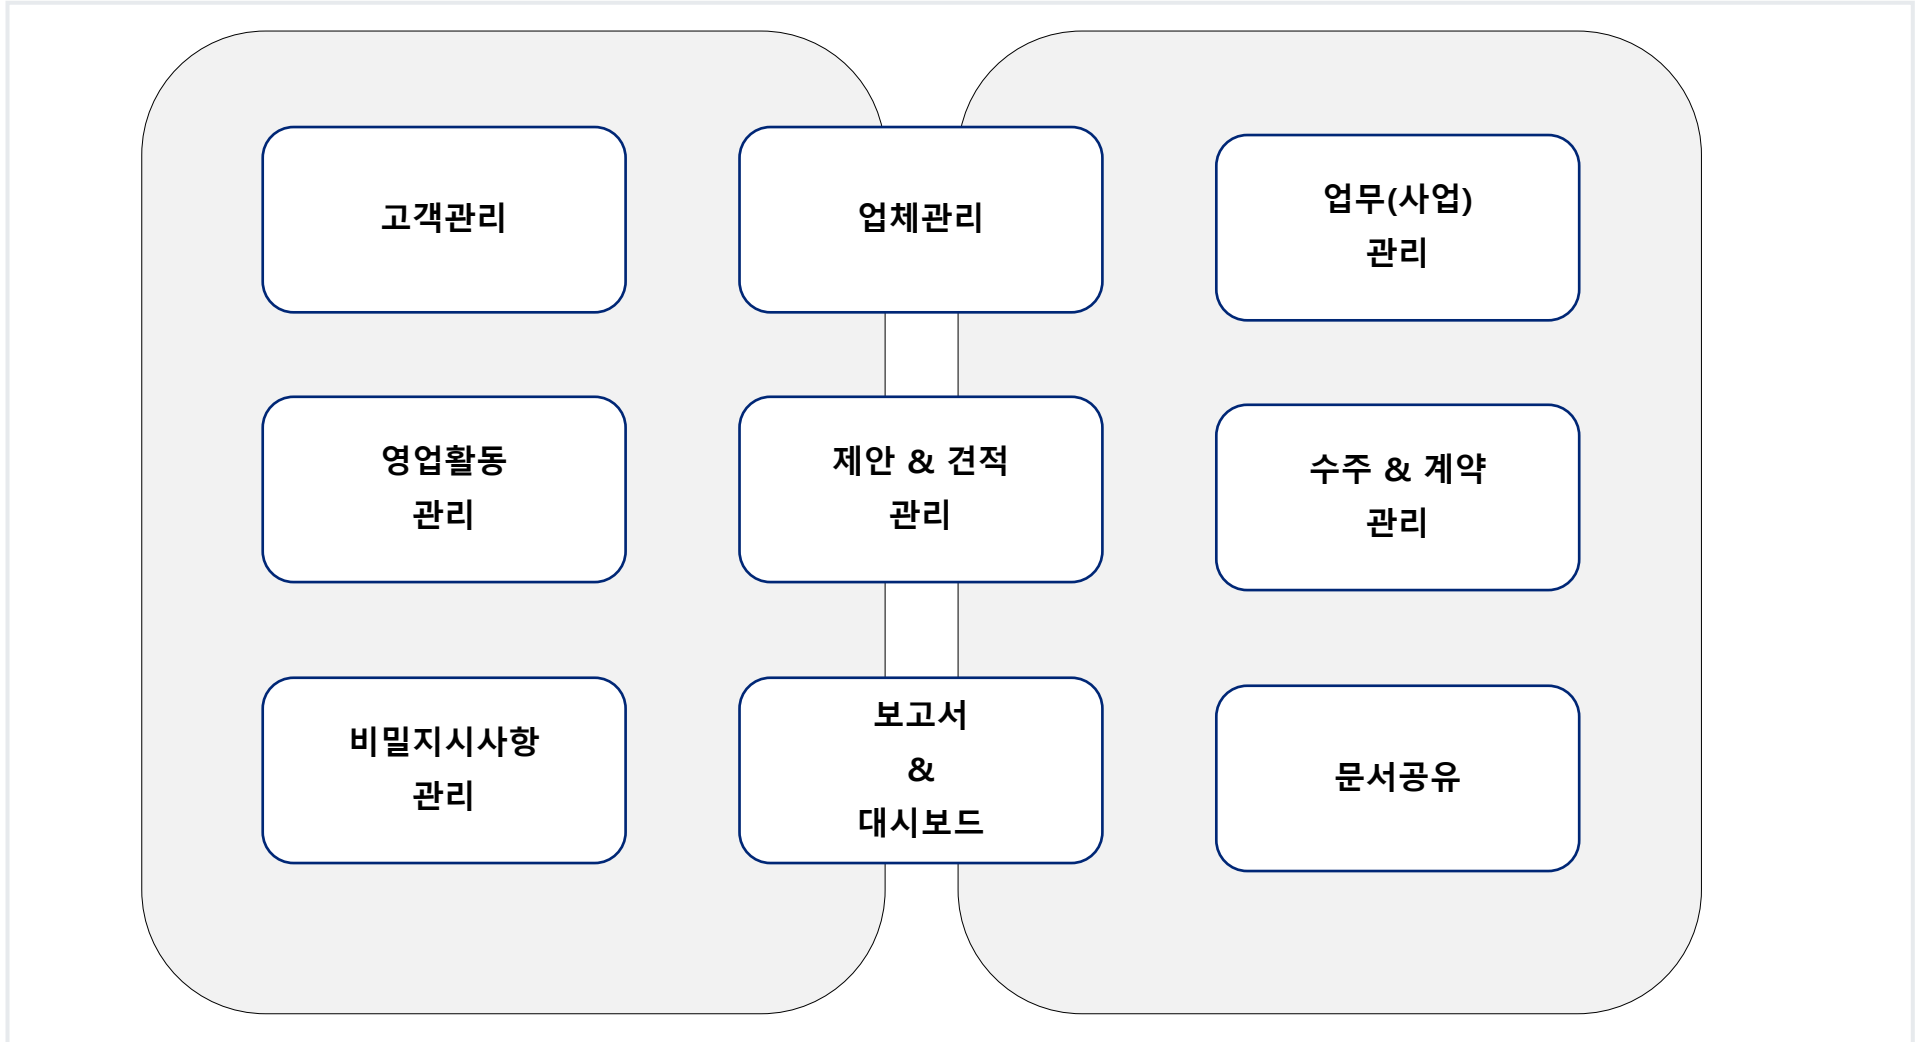 고객관리
업체관리
업무(사업)
관리
영업활동
관리
제안 & 견적
관리
수주 & 계약
관리
비밀지시사항
관리
보고서
&
대시보드
문서공유